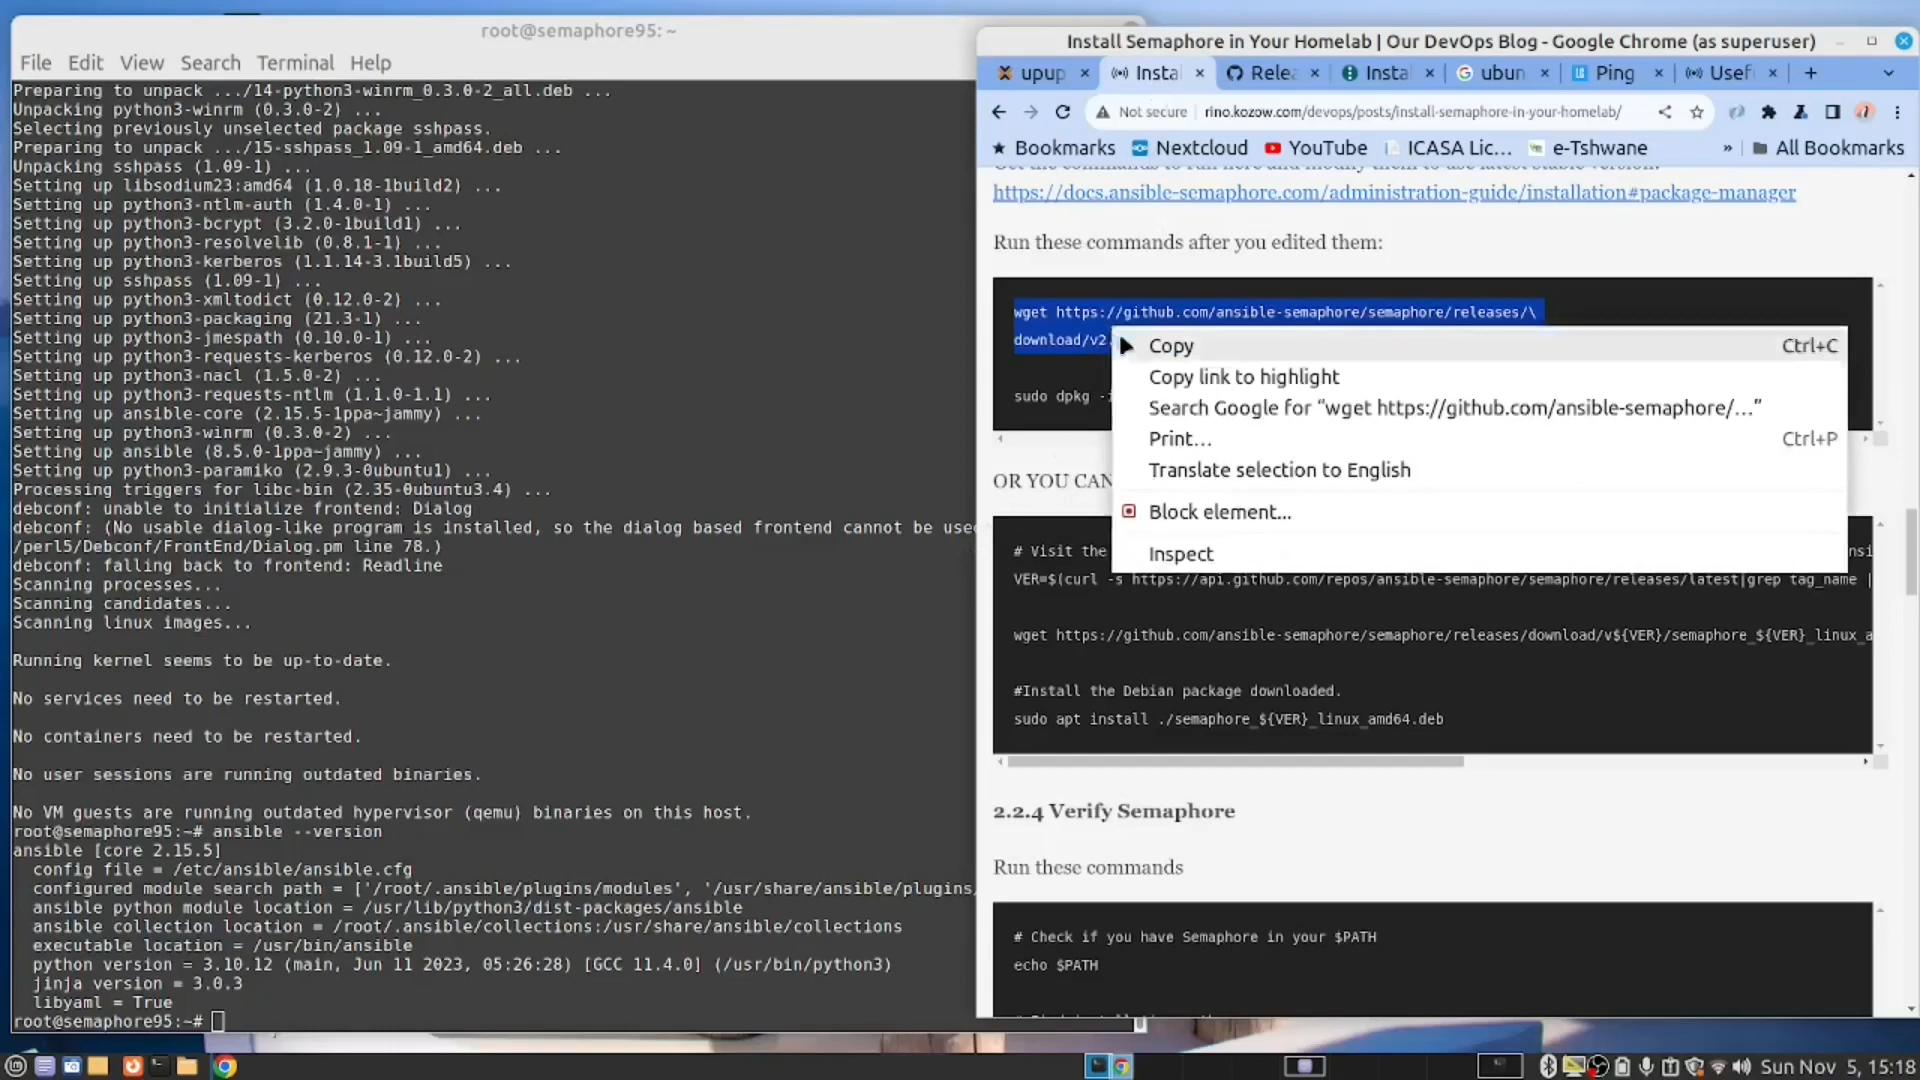 root@semaphore95: ~
File Edit View Search Terminal Help
Preparing to unpack .../14-python3-winrm_0.3.0-2_all.deb ...
Unpacking python3-winrm (0.3.0-2) ...
Selecting previously unselected package sshpass.
Preparing to unpack .../15-sshpass_1.09-1_amd64.deb ...
Unpacking sshpass (1.09-1) ...
Setting up libsodium23:amd64 (1.0.18-1build2) ...
Setting up python3-ntlm-auth (1.4.0-1) ...
Setting up python3-bcrypt (3.2.0-1build1) ...
Setting up python3-resolvelib (0.8.1-1) ...
Setting up python3-kerberos (1.1.14-3.1build5) ...
Setting up sshpass (1.09-1) ...
Setting up python3-xmltodict (0.12.0-2) ...
Setting up python3-packaging (21.3-1) ...
Setting up python3-jmespath (0.10.0-1) ...
Setting up python3-requests-kerberos (0.12.0-2) ...
Setting up python3-nacl (1.5.0-2) ...
Setting up python3-requests-ntlm (1.1.0-1.1) ...
Setting up ansible-core (2.15.5-1ppa~jammy) ...
Setting up python3-winrm (0.3.0-2) ...
Setting up ansible (8.5.0-1ppa~jammy) ...
Setting up python3-paramiko (2.9.3-0ubuntu1) ...
Processing triggers for libc-bin (2.35-0ubuntu3.4) ...
debconf: unable to initialize frontend: Dialog
debconf: (No usable dialog-like program is installed, so the dialog based frontend cannot be used
/perl5/Debconf/FrontEnd/Dialog.pm line 78.)
debconf: falling back to frontend: Readline
Scanning processes...
Scanning candidates...
Scanning linux images...
Running kernel seems to be up-to-date.
No services need to be restarted.
No containers need to be restarted.
No user sessions are running outdated binaries.
No VM guests are running outdated hypervisor (qemu) binaries on this host.
root@semaphore95:~# ansible --version
ansible [core 2.15.5]
config file = /etc/ansible/ansible.cfg
configured module search path = ['/root/.ansible/plugins/modules', '/usr/share/ansible/plugins/
ansible python module location = /usr/lib/python3/dist-packages/ansible
ansible collection location = /root/.ansible/collections:/usr/share/ansible/collections
executable location = /usr/bin/ansible
python version = 3.10.12 (main, Jun 11 2023, 05:26:28) [GCC 11.4.0] (/usr/bin/python3)
jinja version = 3.0.3
libyaml = True
root@semaphore95:~#
Install Semaphore in Your Homelab | Our DevOps Blog - Google Chrome (as superuser)
upup Insta Relea Insta ubun Ping Usef
Not secure rino.kozow.com/devops/posts/install-semaphore-in-your-homelab/
Bookmarks Nextcloud YouTube ICASA Lic... e-Tshwane » All Bookmarks
https://docs.ansible-semaphore.com/administration-guide/installation#package-manager
Run these commands after you edited them:
wget https://github.com/ansible-semaphore/semaphore/releases/\
download/v2.
sudo dpkg -i
Copy Ctrl+C
Copy link to highlight
Search Google for “wget https://github.com/ansible-semaphore/…”
Print… Ctrl+P
Translate selection to English
Block element...
Inspect
OR YOU CAN
# Visit the
VER=$(curl -s https://api.github.com/repos/ansible-semaphore/semaphore/releases/latest|grep tag_name |
wget https://github.com/ansible-semaphore/semaphore/releases/download/v${VER}/semaphore_${VER}_linux_a
#Install the Debian package downloaded.
sudo apt install ./semaphore_${VER}_linux_amd64.deb
2.2.4 Verify Semaphore
Run these commands
# Check if you have Semaphore in your $PATH
echo $PATH
Sun Nov 5, 15:18